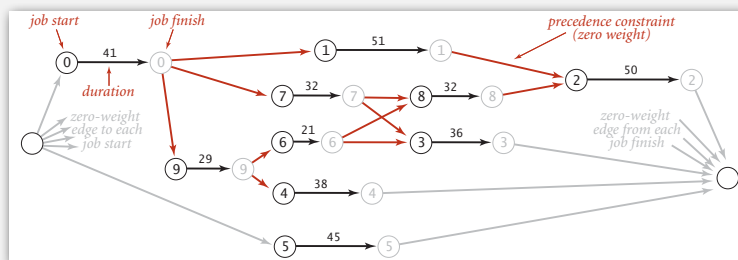 job start
job finish
precedence constraint
(zero weight)
0
41
0
duration
1
51
1
7
32
7
8
32
8
2
50
2
zero-weight
edge to each
job start
zero-weight
edge from each
job finish
6
21
6
3
36
3
9
29
9
4
38
4
5
45
5